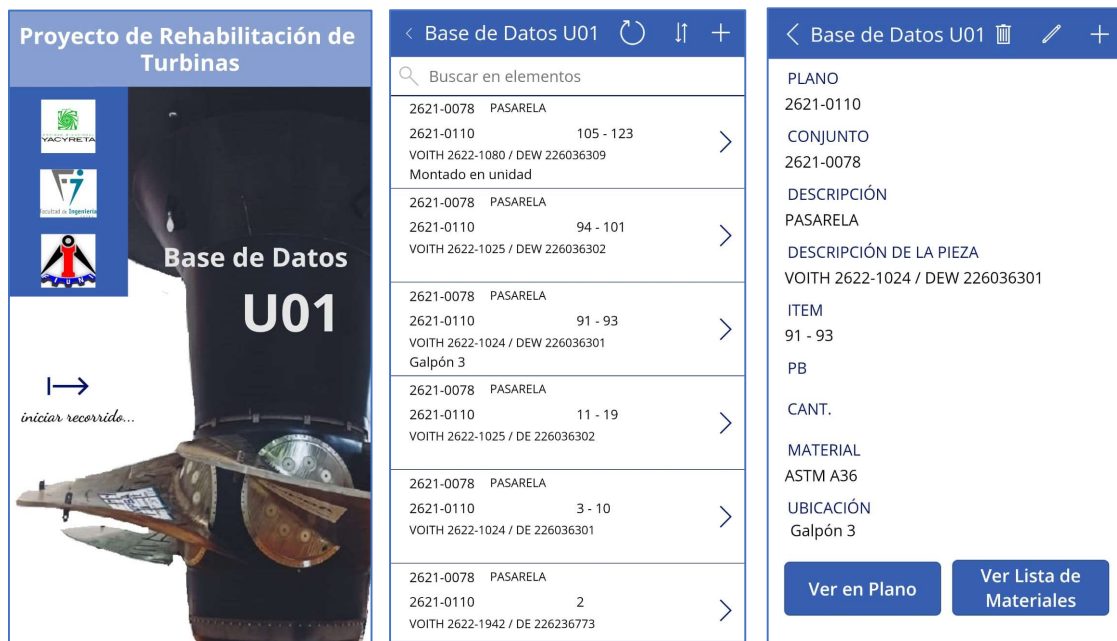 Proyecto de Rehabilitación de
Turbinas
YACYRETA
Facultad de Ingeniería
Base de Datos
U01
iniciar recorrido...
Base de Datos U01
Buscar en elementos
2621-0078 PASARELA
2621-0110 105 - 123
VOITH 2622-1080 / DEW 226036309
Montado en unidad
2621-0078 PASARELA
2621-0110 94 - 101
VOITH 2622-1025 / DEW 226036302
2621-0078 PASARELA
2621-0110 91 - 93
VOITH 2622-1024 / DEW 226036301
Galpón 3
2621-0078 PASARELA
2621-0110 11 - 19
VOITH 2622-1025 / DE 226036302
2621-0078 PASARELA
2621-0110 3 - 10
VOITH 2622-1024 / DE 226036301
2621-0078 PASARELA
2621-0110 2
VOITH 2622-1942 / DE 226236773
Base de Datos U01
PLANO
2621-0110
CONJUNTO
2621-0078
DESCRIPCIÓN
PASARELA
DESCRIPCIÓN DE LA PIEZA
VOITH 2622-1024 / DEW 226036301
ITEM
91 - 93
PB
CANT.
MATERIAL
ASTM A36
UBICACIÓN
Galpón 3
Ver en Plano
Ver Lista de
Materiales